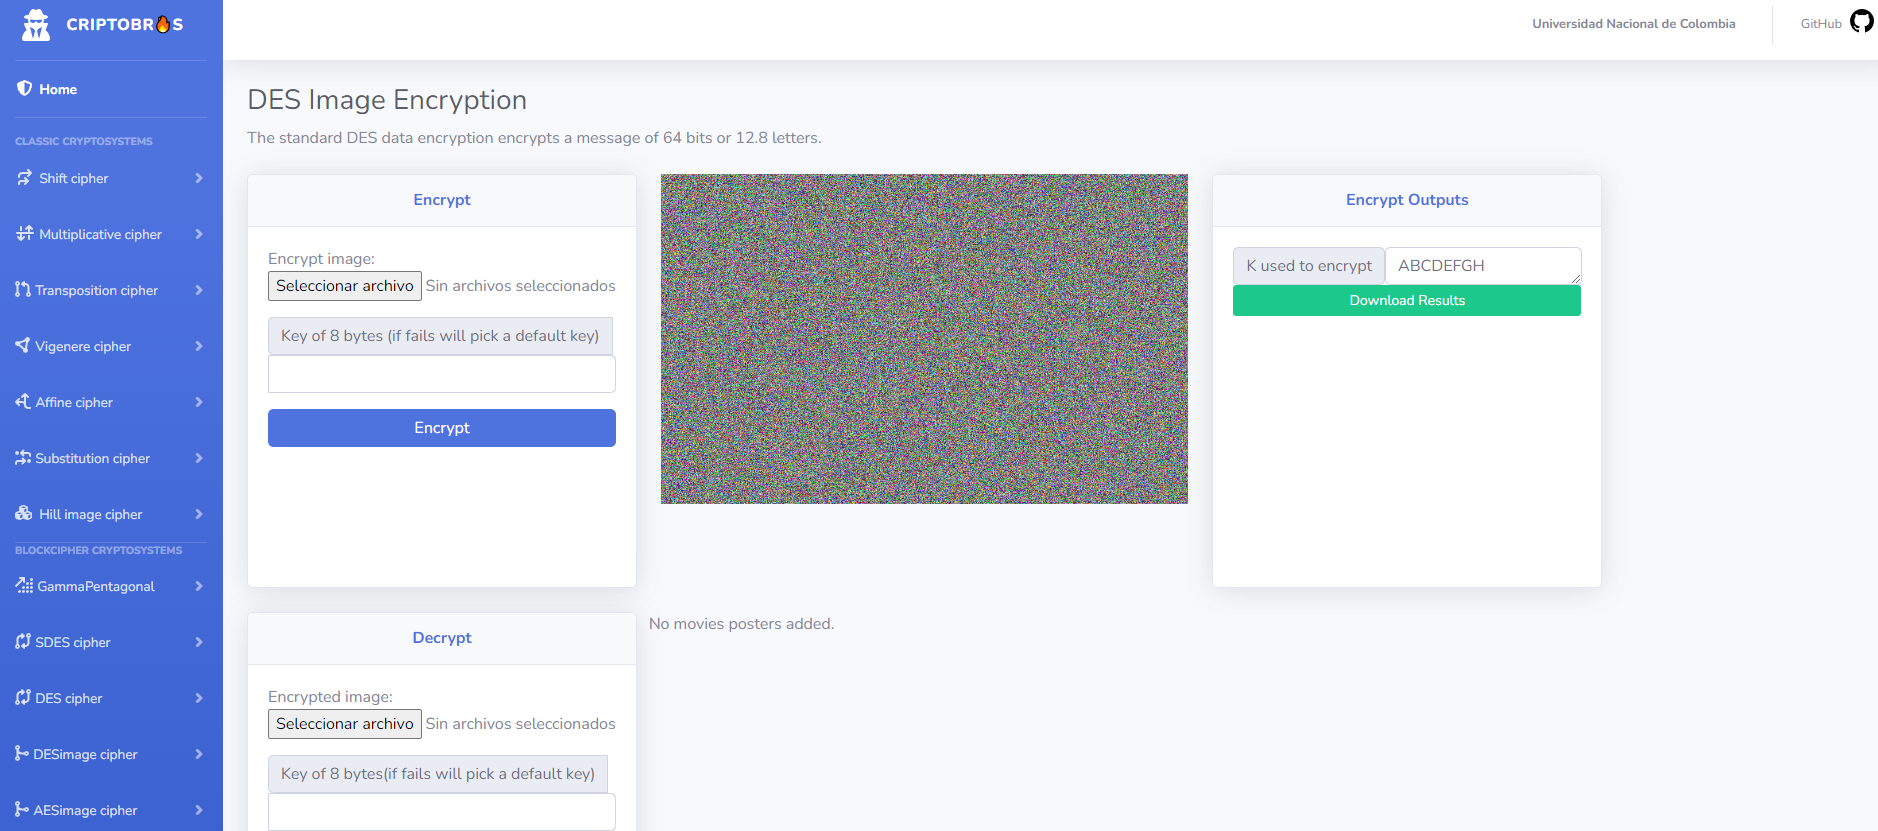 CRIPTOBR🔥S
Universidad Nacional de Colombia
GitHub
Home
CLASSIC CRYPTOSYSTEMS
Shift cipher
Multiplicative cipher
Transposition cipher
Vigenere cipher
Affine cipher
Substitution cipher
Hill image cipher
BLOCKCIPHER CRYPTOSYSTEMS
GammaPentagonal
SDES cipher
DES cipher
DESimage cipher
AESimage cipher
DES Image Encryption
The standard DES data encryption encrypts a message of 64 bits or 12.8 letters.
Encrypt
Encrypt image:
Seleccionar archivo Sin archivos seleccionados
Key of 8 bytes (if fails will pick a default key)
Encrypt
Encrypt Outputs
K used to encrypt ABCDEFGH
Download Results
Decrypt
Encrypted image:
Seleccionar archivo Sin archivos seleccionados
Key of 8 bytes(if fails will pick a default key)
No movies posters added.